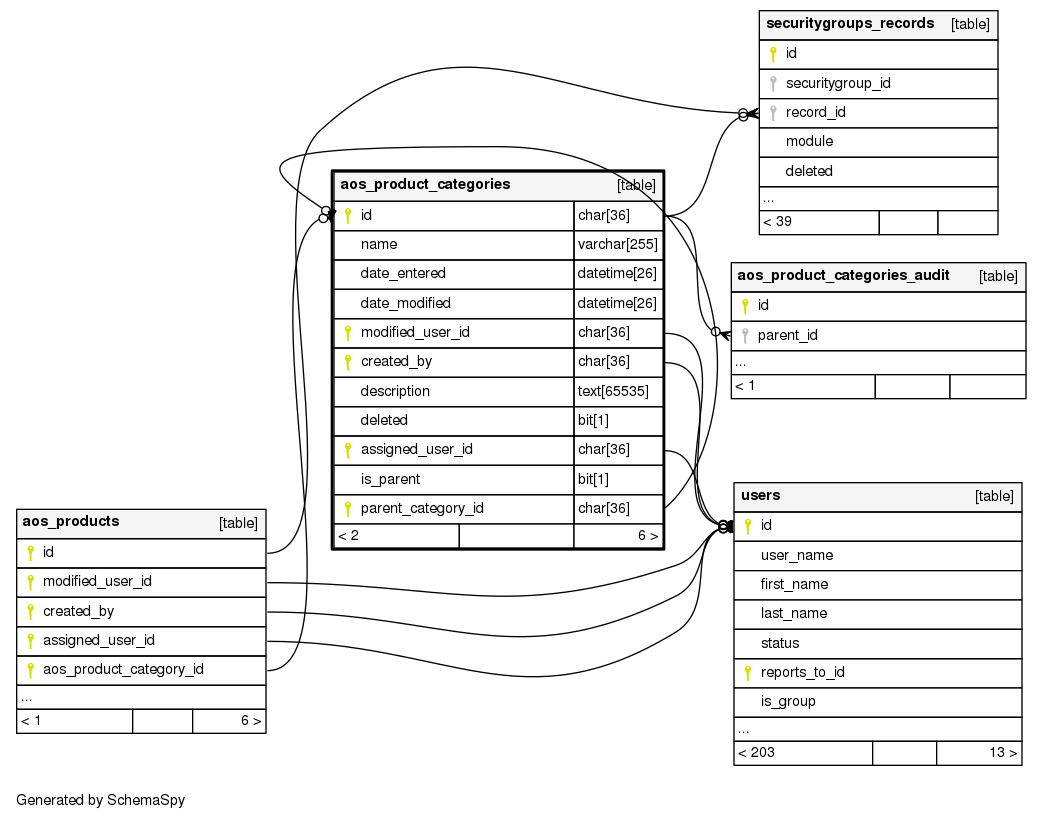 securitygroups_records [table]
id
securitygroup_id
record_id
module
deleted
...
< 39
aos_product_categories [table]
id char[36]
name varchar[255]
date_entered datetime[26]
date_modified datetime[26]
modified_user_id char[36]
created_by char[36]
description text[65535]
deleted bit[1]
assigned_user_id char[36]
is_parent bit[1]
parent_category_id char[36]
< 2 6 >
aos_product_categories_audit [table]
id
parent_id
...
< 1
aos_products [table]
id
modified_user_id
created_by
assigned_user_id
aos_product_category_id
...
< 1 6 >
users [table]
id
user_name
first_name
last_name
status
reports_to_id
is_group
...
< 203 13 >
Generated by SchemaSpy